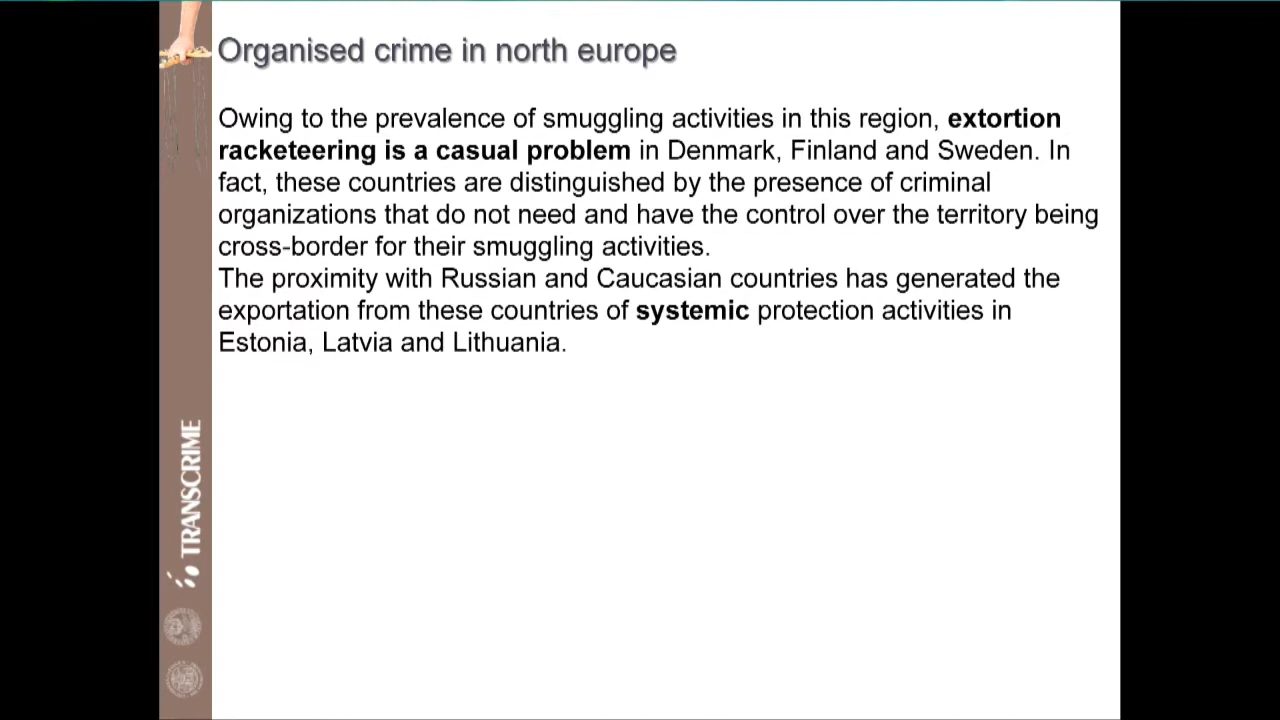 Organised crime in north europe
Owing to the prevalence of smuggling activities in this region, extortion
racketeering is a casual problem in Denmark, Finland and Sweden. In
fact, these countries are distinguished by the presence of criminal
organizations that do not need and have the control over the territory being
cross-border for their smuggling activities.
The proximity with Russian and Caucasian countries has generated the
exportation from these countries of systemic protection activities in
Estonia, Latvia and Lithuania.
TRANSCRIME